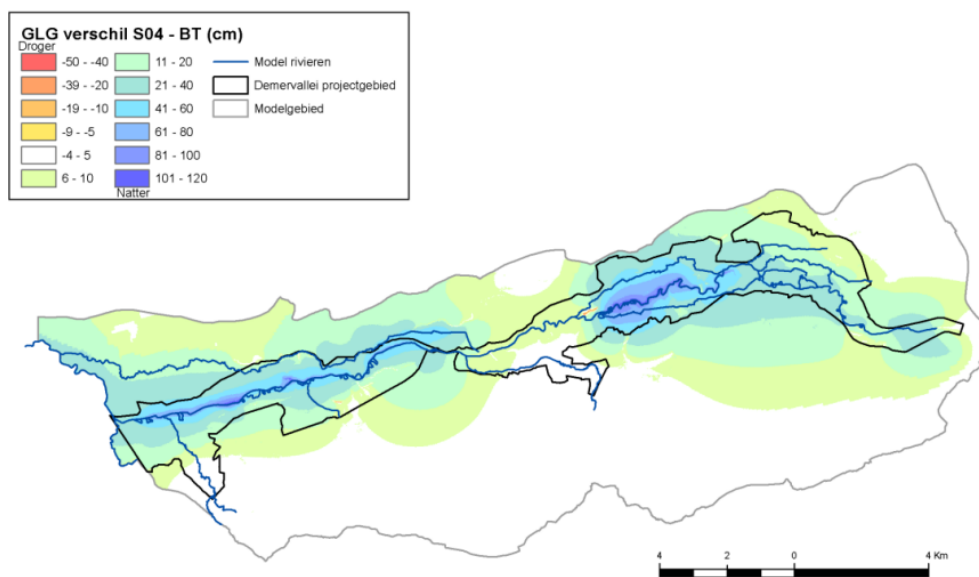 GLG verschil S04 - BT (cm)
Droger
-50 - -40
-39 - -20
-19 - -10
-9 - -5
-4 - 5
6 - 10
11 - 20
21 - 40
41 - 60
61 - 80
81 - 100
101 - 120
Natter
Model rivieren
Demervallei projectgebied
Modelgebied
4 2 0 4 Km